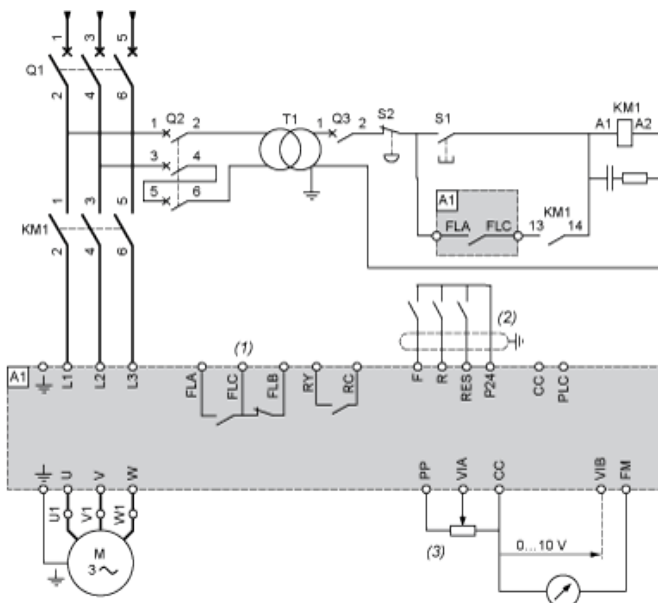 1 3 5
Q1
2 4 6
1 Q2 2
3 4
5 6
T1
1 Q3 2
S2
S1
KM1
A1 A2
A1
FLA FLC
KM1
13 14
1 3 5
KM1
2 4 6
(1)
(2)
A1
L1 L2 L3
FLA FLC FLB RY RC
F R RES P24 CC PLC
U V W
PP VIA CC VIB FM
U1 V1 W1
M
3~
(3)
0...10 V